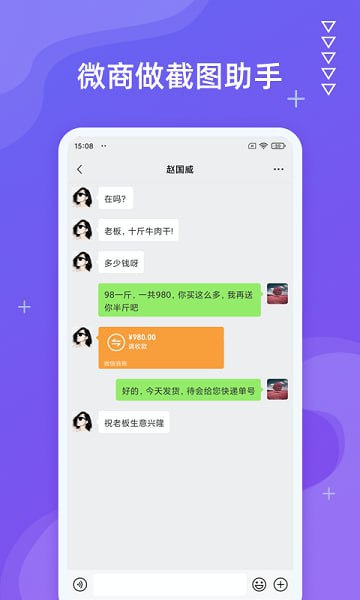 微商做截图助手
15:08
赵国威
在吗？
老板，十斤牛肉干!
多少钱呀
98一斤，一共980，你买这么多，我再送
你半斤吧
¥980.00
请收款
微信转账
好的，今天发货，待会给您快递单号
祝老板生意兴隆